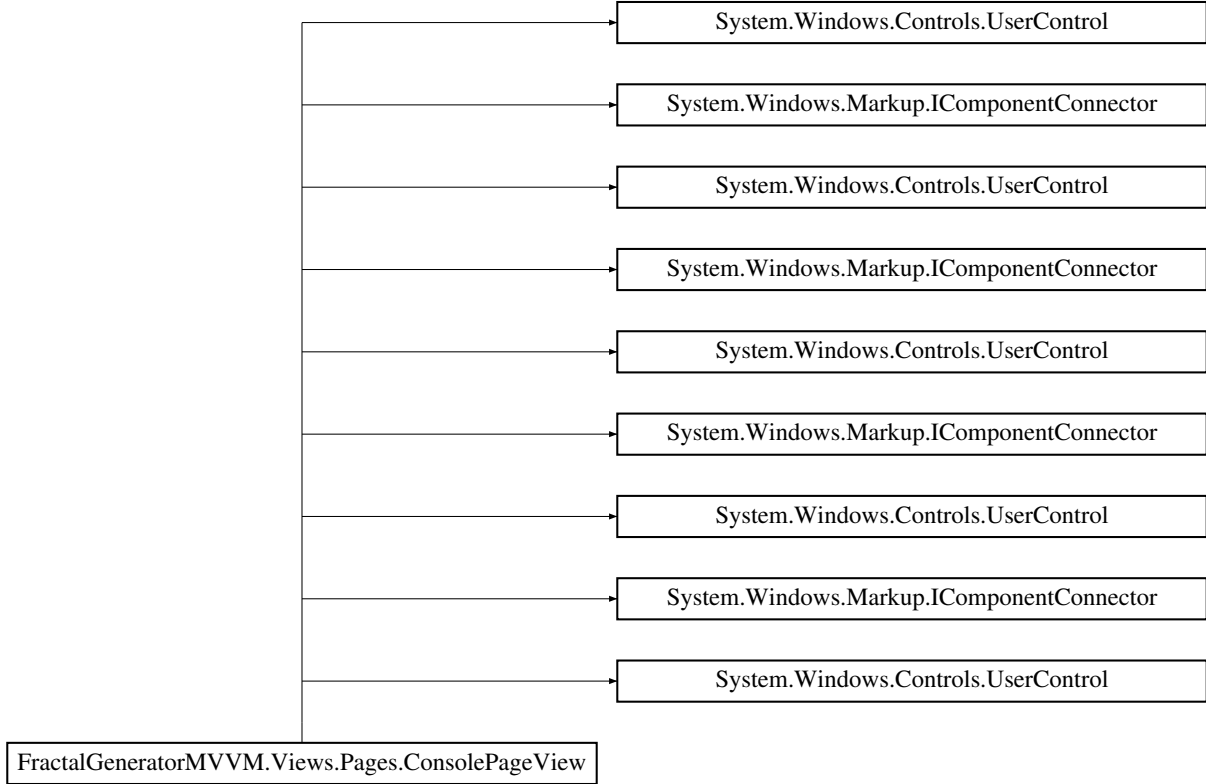 System.Windows.Controls.UserControl
System.Windows.Markup.IComponentConnector
System.Windows.Controls.UserControl
System.Windows.Markup.IComponentConnector
System.Windows.Controls.UserControl
System.Windows.Markup.IComponentConnector
System.Windows.Controls.UserControl
System.Windows.Markup.IComponentConnector
System.Windows.Controls.UserControl
FractalGeneratorMVVM.Views.Pages.ConsolePageView